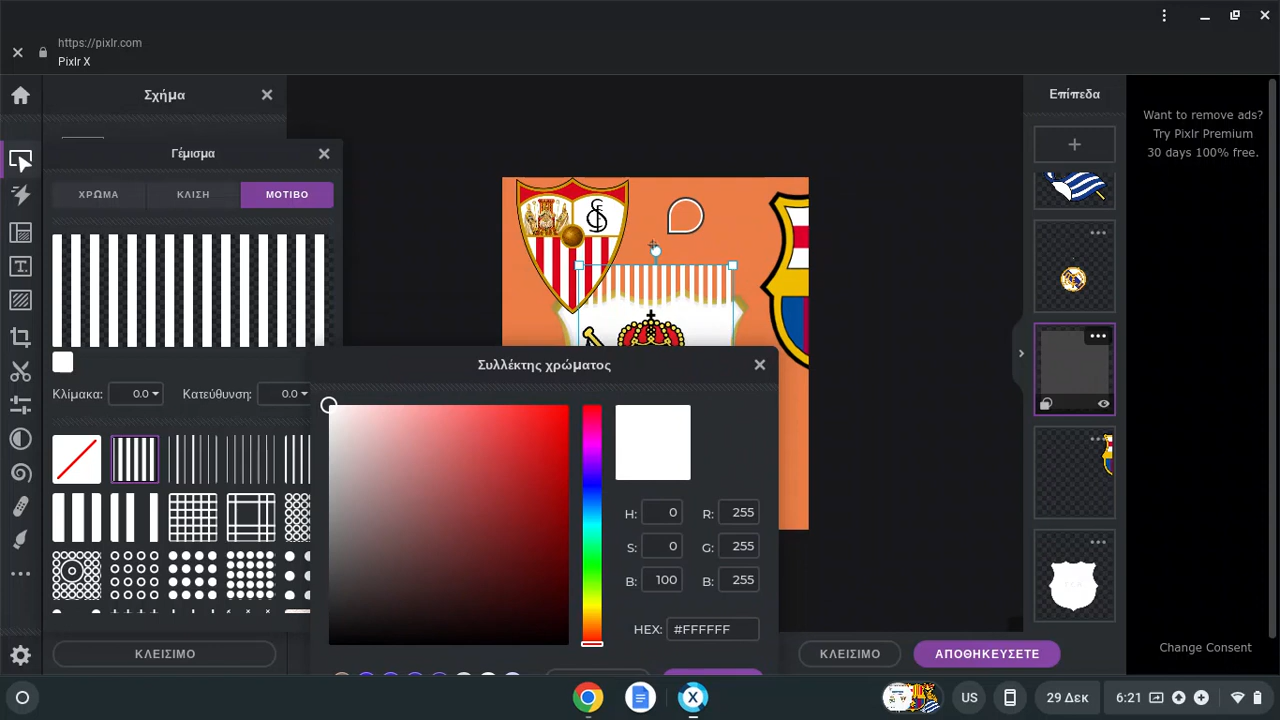 https://pixlr.com
Pixlr X
Σχήμα
Γέμισμα
ΧΡΩΜΑ
ΚΛΙΣΗ
ΜΟΤΙΒΟ
Κλίμακα:
0.0
Κατεύθυνση:
0.0
ΚΛΕΙΣΙΜΟ
Συλλέκτης χρώματος
H:
0
R:
255
S:
0
G:
255
B:
100
B:
255
HEX:
#FFFFFF
ΚΛΕΙΣΙΜΟ
ΑΠΟΘΗΚΕΥΣΕΤΕ
Επίπεδα
Want to remove ads?
Try Pixlr Premium
30 days 100% free.
Change Consent
US
29 Δεκ
6:21